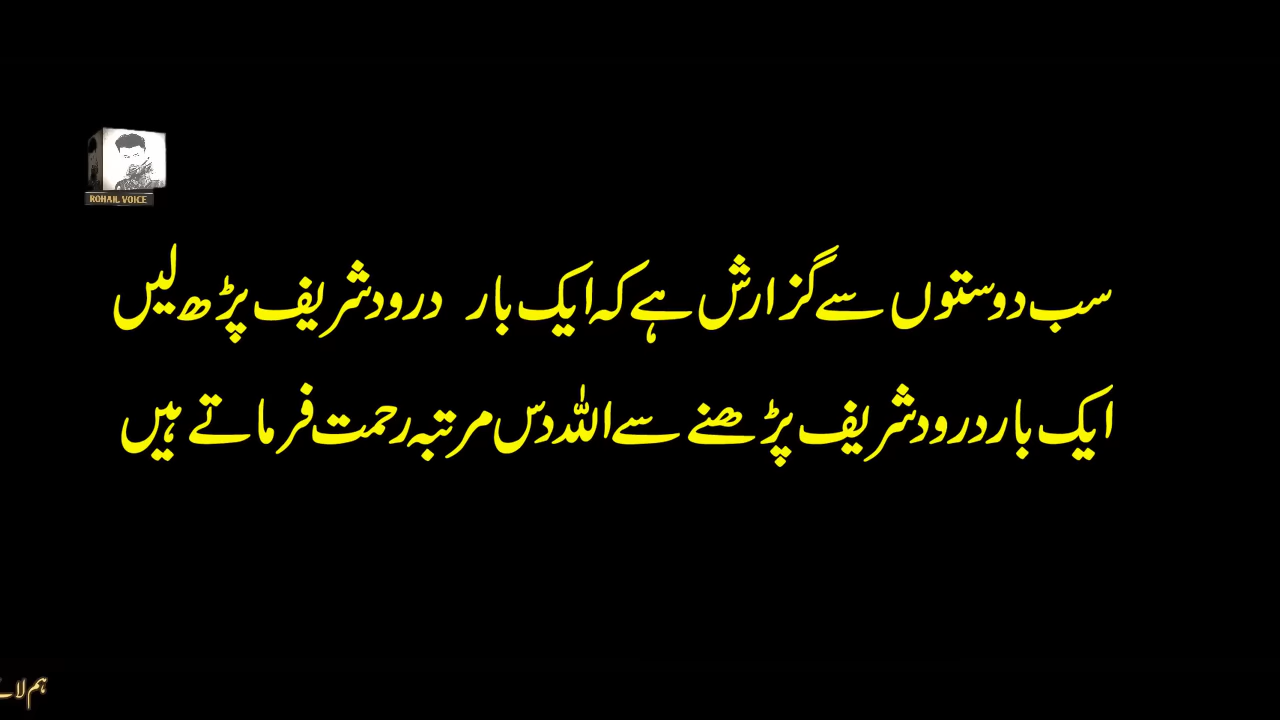 ROHAIL VOICE
سب دوستوں سے گزارش ہے کہ ایک بار درود شریف پڑھ لیں
ایک بار درود شریف پڑھنے سے اللہ دس مرتبہ رحمت فرماتے ہیں
ہم